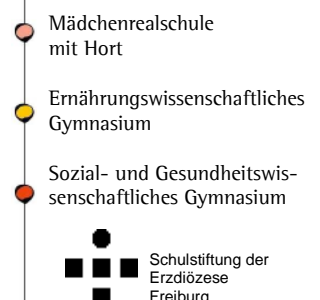 Mädchenrealschule
mit Hort
Ernährungswissenschaftliches
Gymnasium
Sozial- und Gesundheitswis-
senschaftliches Gymnasium
Schulstiftung der
Erzdiözese
Freiburg